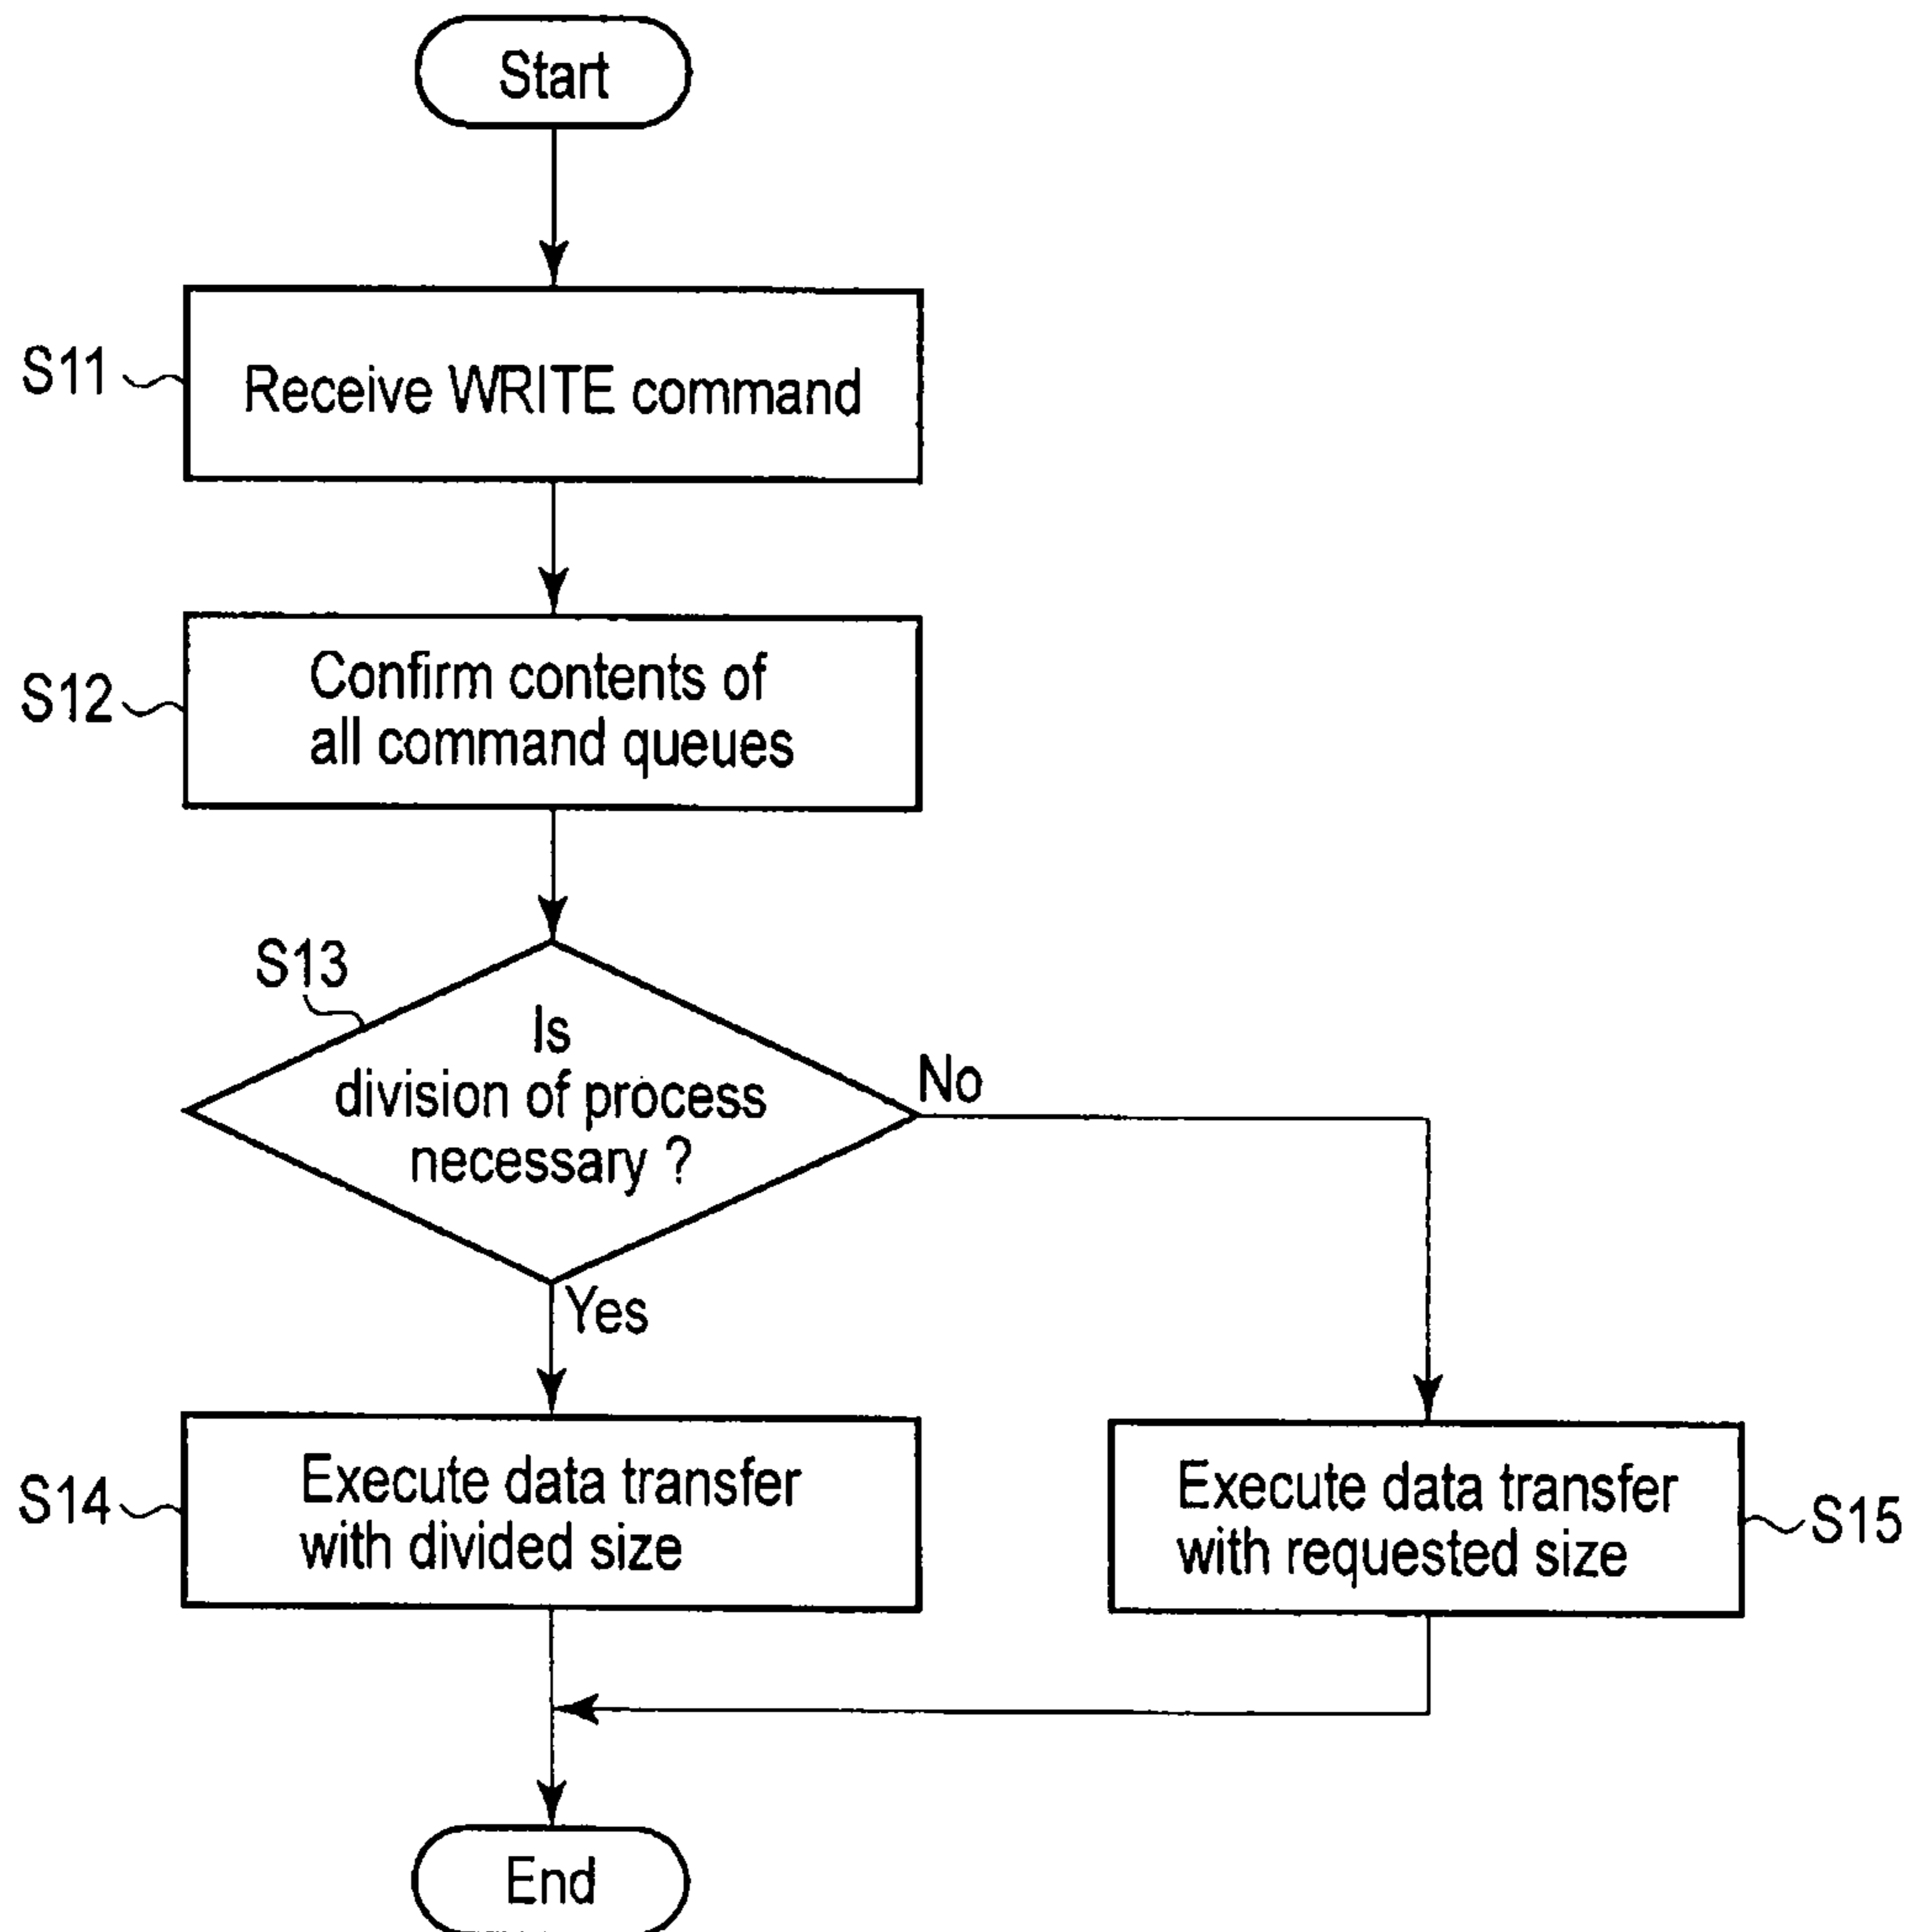 Start
S11
Receive WRITE command
S12
Confirm contents of
all command queues
S13
Is
division of process
necessary ?
No
Yes
S14
Execute data transfer
with divided size
Execute data transfer
with requested size
S15
End